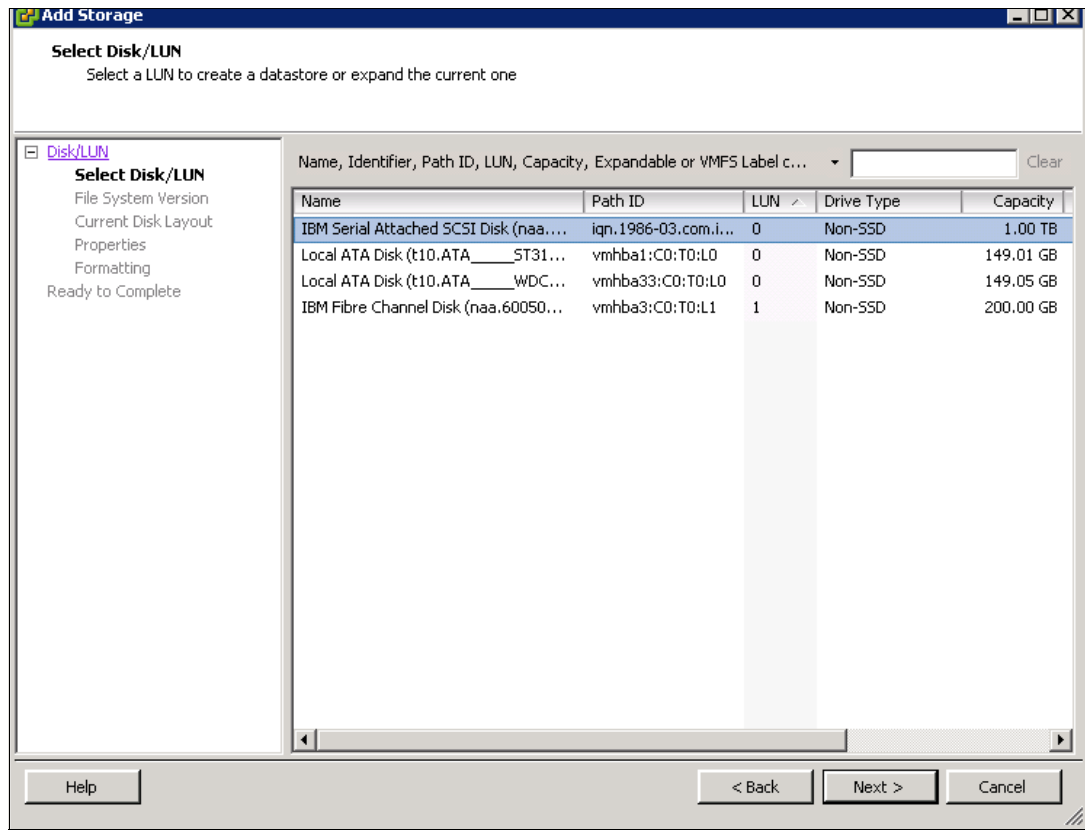 Add Storage
Select Disk/LUN
Select a LUN to create a datastore or expand the current one
Disk/LUN
Select Disk/LUN
File System Version
Current Disk Layout
Properties
Formatting
Ready to Complete
Name, Identifier, Path ID, LUN, Capacity, Expandable or VMFS Label c... Clear
Name Path ID LUN Drive Type Capacity
IBM Serial Attached SCSI Disk (naa.... iqn.1986-03.com.i... 0 Non-SSD 1.00 TB
Local ATA Disk (t10.ATA_____ST31... vmhba1:C0:T0:L0 0 Non-SSD 149.01 GB
Local ATA Disk (t10.ATA_____WDC... vmhba33:C0:T0:L0 0 Non-SSD 149.05 GB
IBM Fibre Channel Disk (naa.60050... vmhba3:C0:T0:L1 1 Non-SSD 200.00 GB
Help < Back Next > Cancel